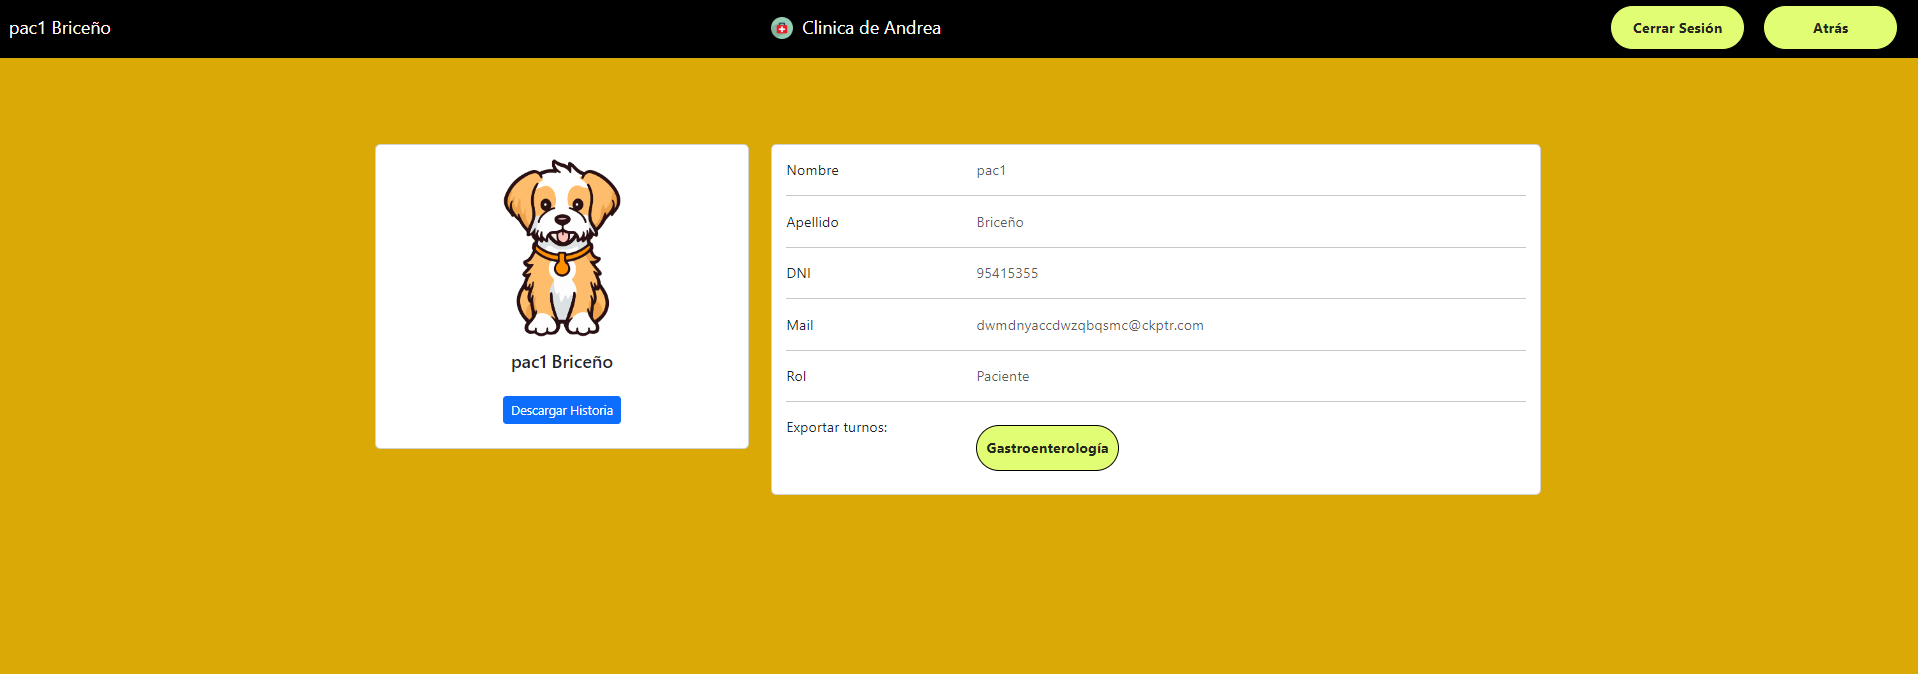 pac1 Briceño
Clinica de Andrea
Cerrar Sesión
Atrás
pac1 Briceño
Descargar Historia
Nombre pac1
Apellido Briceño
DNI 95415355
Mail dwmdnyaccdwzqbqsmc@ckptr.com
Rol Paciente
Exportar turnos:
Gastroenterología